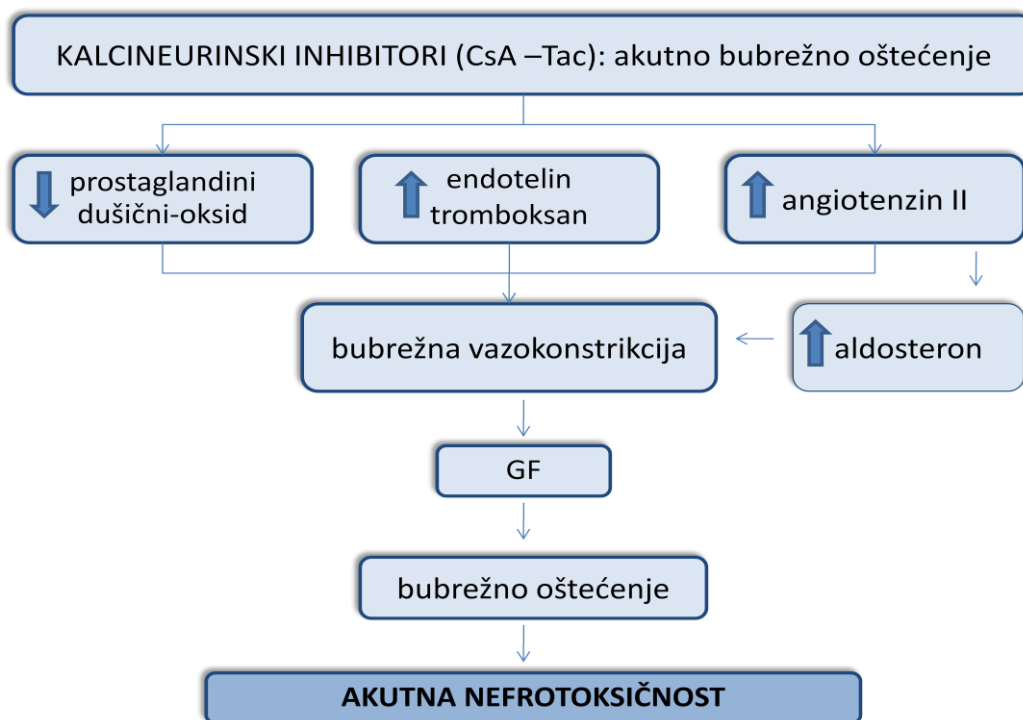 KALCINEURINSKI INHIBITORI (CsA –Tac): akutno bubrežno oštećenje
prostaglandini
dušični-oksid
endotelin
tromboksan
angiotenzin II
bubrežna vazokonstrikcija
aldosteron
GF
bubrežno oštećenje
AKUTNA NEFROTOKSIČNOST